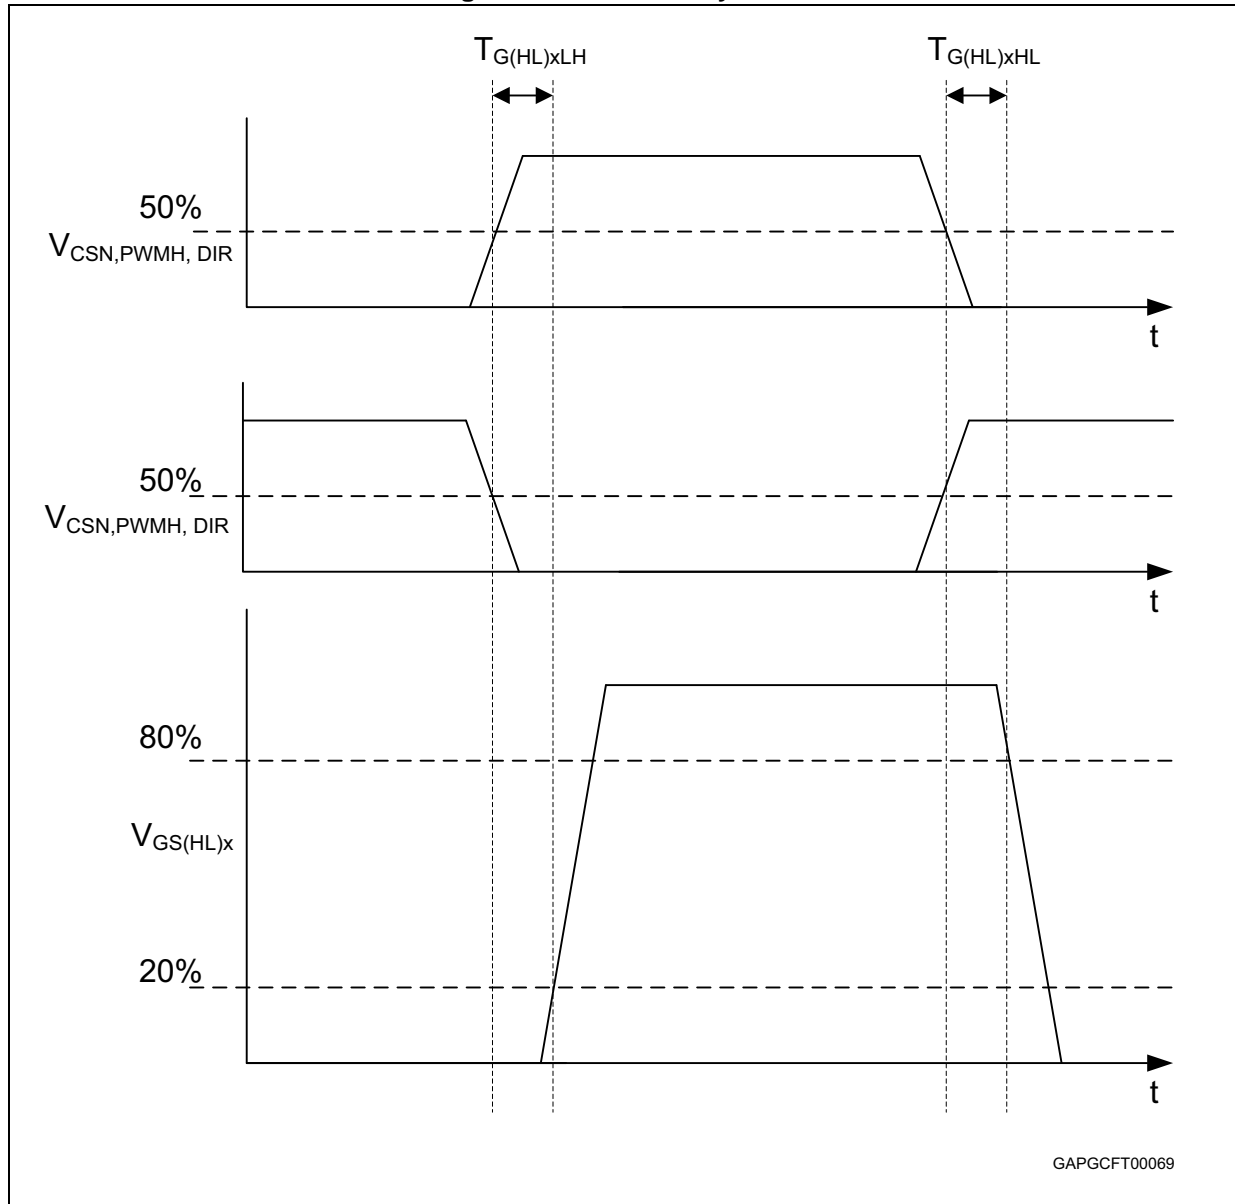 T_G(HL)xLH
T_G(HL)xHL
50%
V_CSN,PWMH, DIR
t
50%
V_CSN,PWMH, DIR
t
80%
V_GS(HL)x
20%
t
GAPGCFT00069